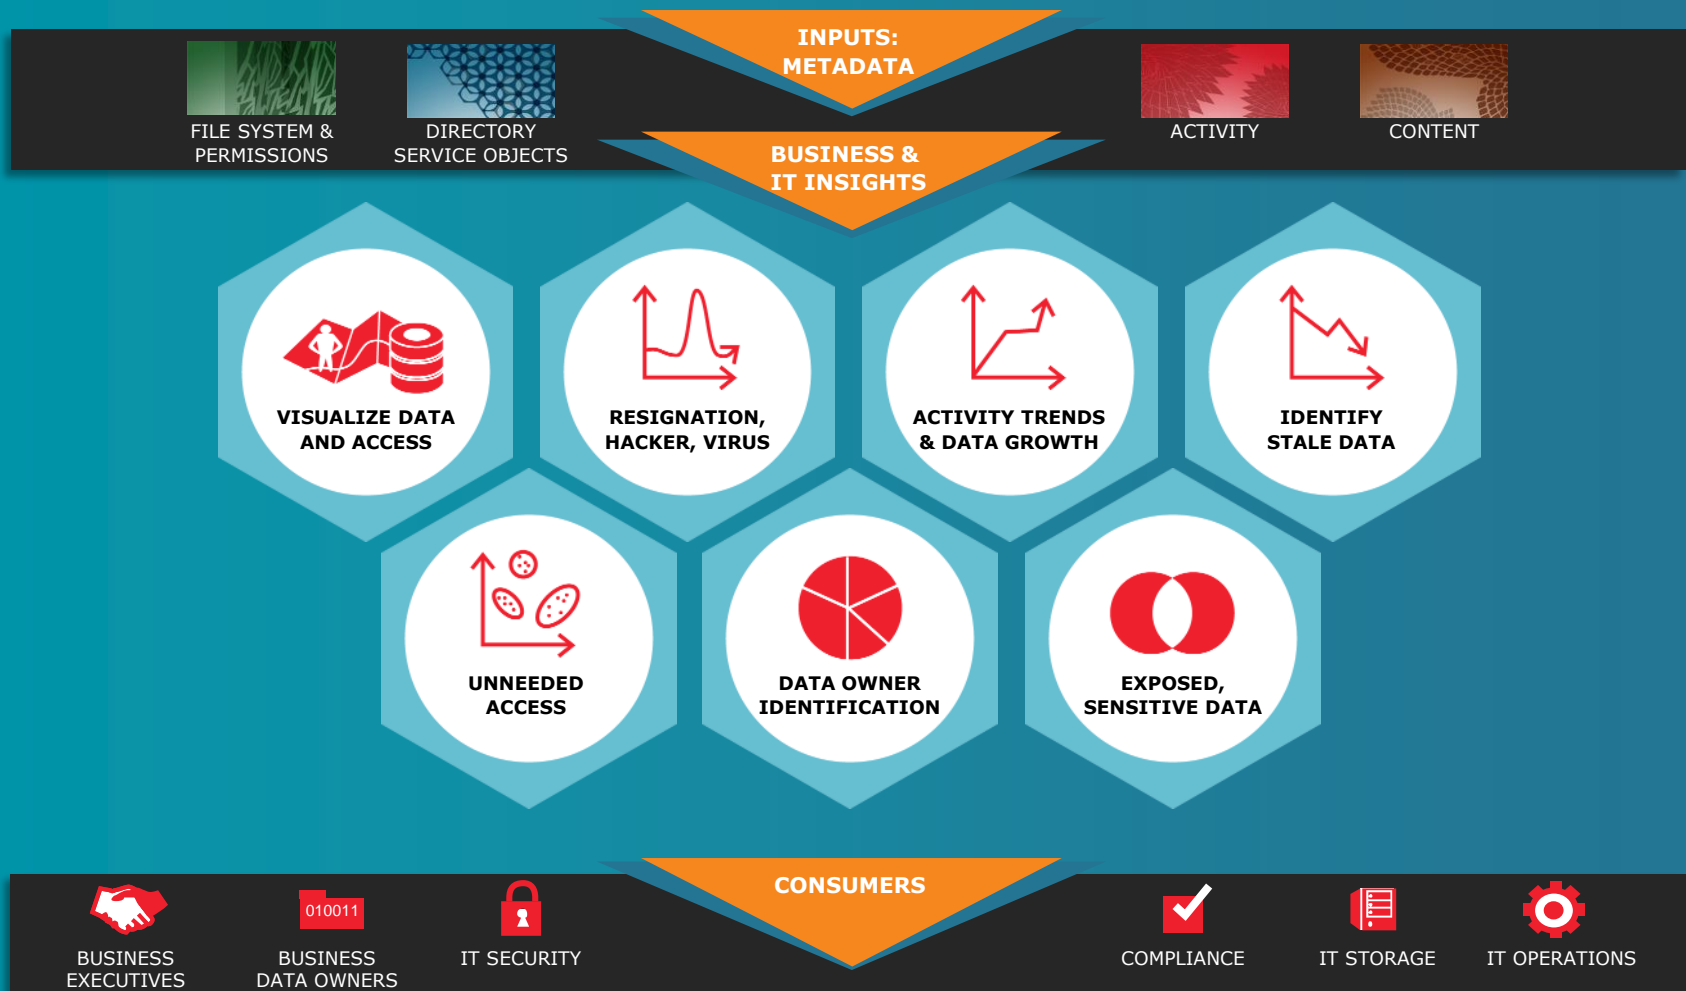 INPUTS:
METADATA
FILE SYSTEM &
PERMISSIONS
DIRECTORY
SERVICE OBJECTS
ACTIVITY
CONTENT
BUSINESS &
IT INSIGHTS
VISUALIZE DATA
AND ACCESS
RESIGNATION,
HACKER, VIRUS
ACTIVITY TRENDS
& DATA GROWTH
IDENTIFY
STALE DATA
UNNEEDED
ACCESS
DATA OWNER
IDENTIFICATION
EXPOSED,
SENSITIVE DATA
CONSUMERS
BUSINESS
EXECUTIVES
010011
BUSINESS
DATA OWNERS
IT SECURITY
COMPLIANCE
IT STORAGE
IT OPERATIONS